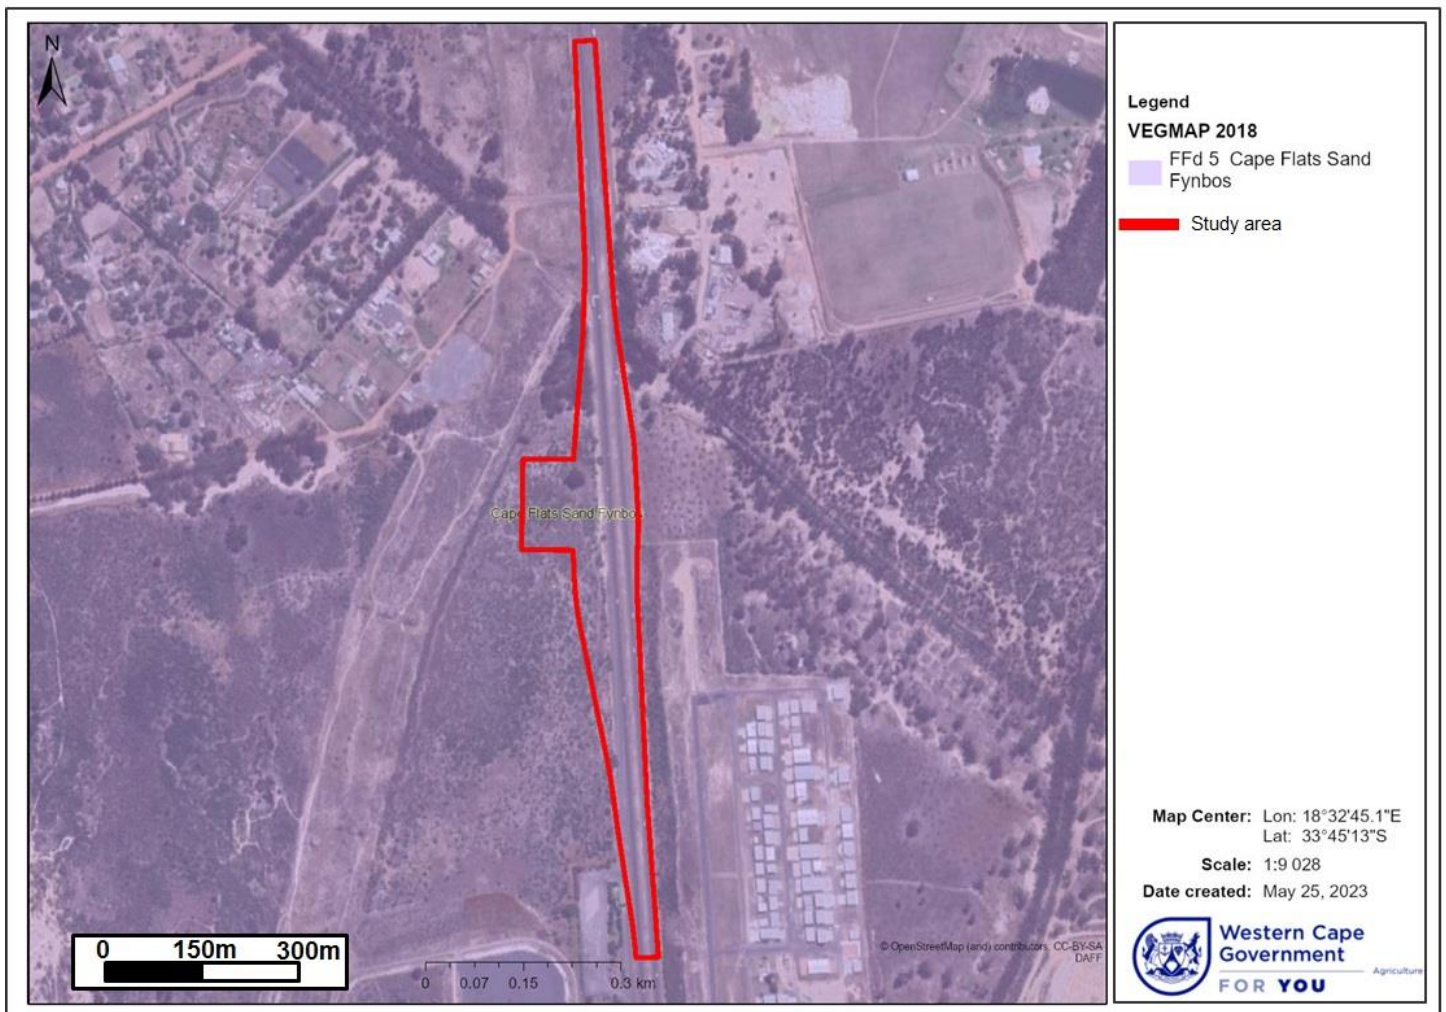 N
Cape Flats Sand Fynbos
0 150m 300m
0 0.07 0.15 0.3 km
© OpenStreetMap (and) contributors, CC-BY-SA
DAFF
Legend
VEGMAP 2018
FFd 5 Cape Flats Sand
Fynbos
Study area
Map Center: Lon: 18°32'45.1"E
Lat: 33°45'13"S
Scale: 1:9 028
Date created: May 25, 2023
Western Cape
Government
Agriculture
FOR YOU